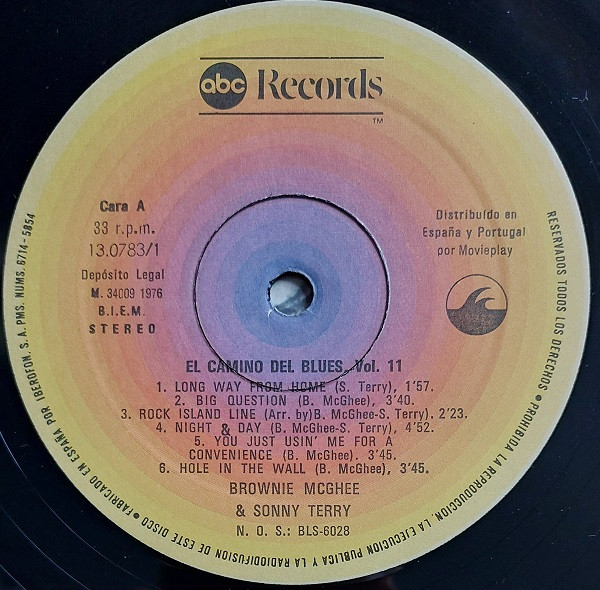 abc Records
TM
Cara A
33 r.p.m.
13.0783/1
Depósito Legal
M. 34009 1976
B.I.E.M.
STEREO
Distribuído en
España y Portugal
por Movieplay
EL CAMINO DEL BLUES, Vol. 11
1. LONG WAY FROM HOME (S. Terry), 1'57.
2. BIG QUESTION (B. McGhee), 3'40.
3. ROCK ISLAND LINE (Arr. by)B. McGhee-S. Terry). 2'23.
4. NIGHT & DAY (B. McGhee-S. Terry), 4'52.
5. YOU JUST USIN' ME FOR A
CONVENIENCE (B. McGhee). 3'45.
6. HOLE IN THE WALL (B. McGhee), 3'45.
BROWNIE MCGHEE
& SONNY TERRY
N. O. S.: BLS-6028
RESERVADOS TODOS LOS DERECHOS • PROHIBIDA LA REPRODUCCION, LA EJECUCION PUBLICA Y LA RADIODIFUSION DE ESTE DISCO • FABRICADO EN ESPAÑA POR IBEROFON, S.A. PMS. NUMS. 6714-5854